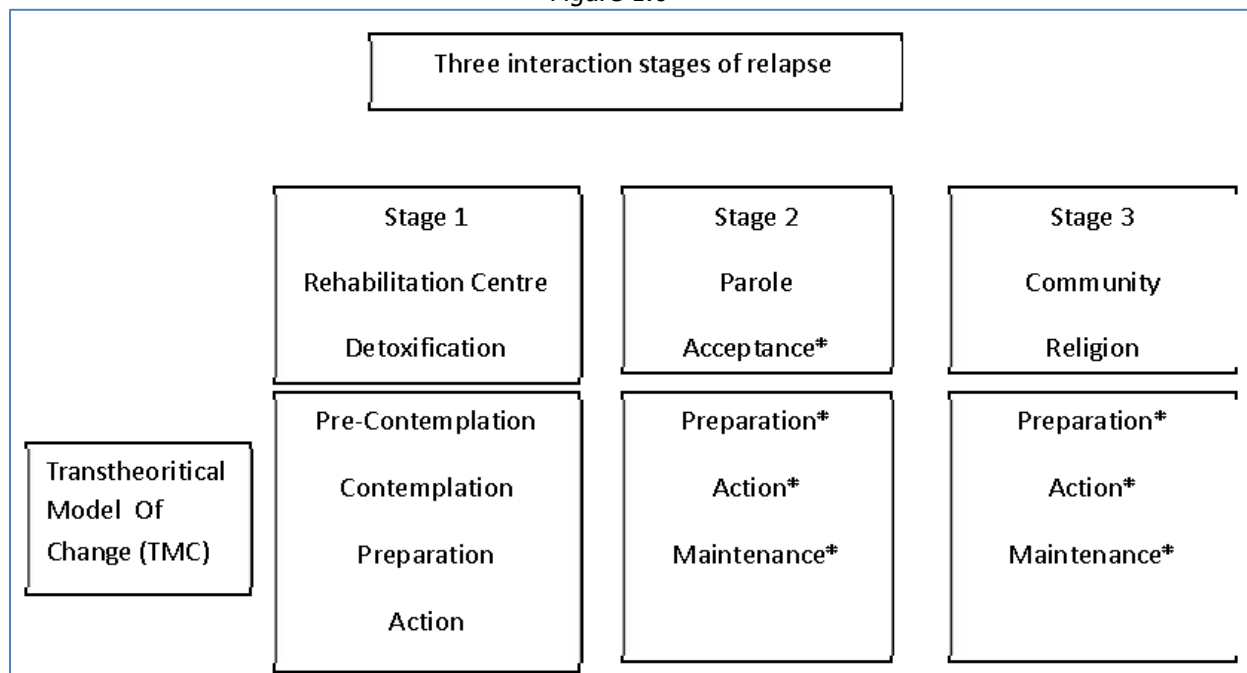 Three interaction stages of relapse
Stage 1
Rehabilitation Centre
Detoxification
Stage 2
Parole
Acceptance*
Stage 3
Community
Religion
Transtheoritical
Model Of
Change (TMC)
Pre-Contemplation
Contemplation
Preparation
Action
Preparation*
Action*
Maintenance*
Preparation*
Action*
Maintenance*